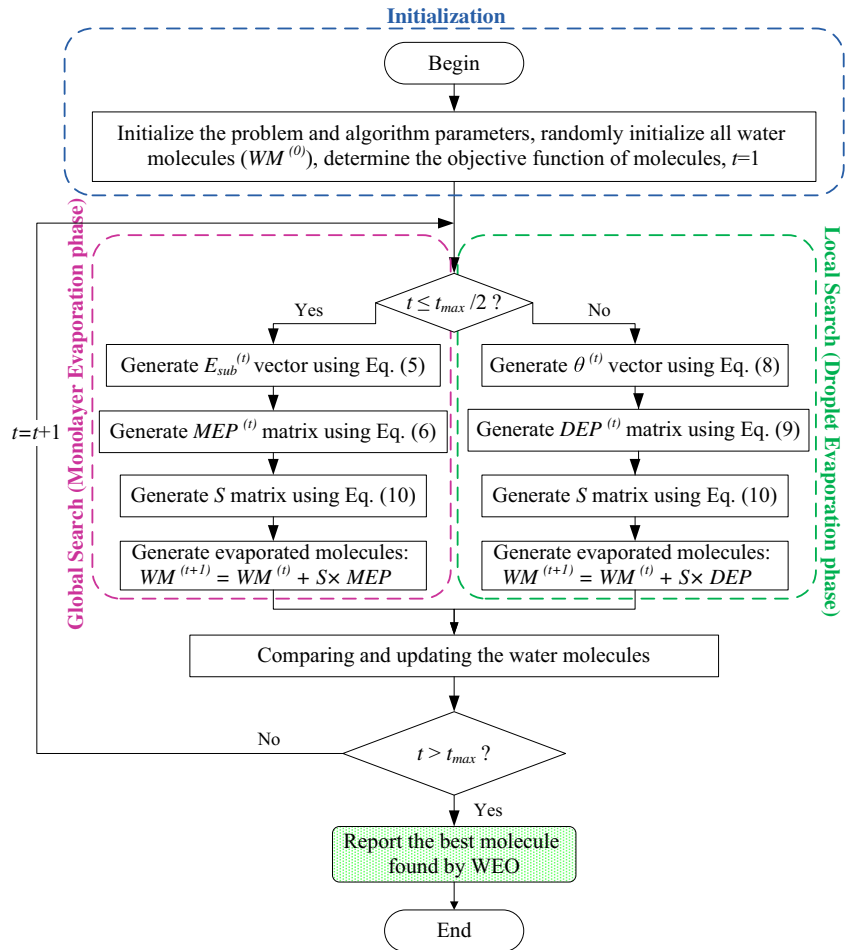 Initialization
Begin
Initialize the problem and algorithm parameters, randomly initialize all water
molecules (WM ⁽⁰⁾), determine the objective function of molecules, t=1
Global Search (Monolayer Evaporation phase)
Local Search (Droplet Evaporation phase)
t ≤ t_max /2 ?
Yes
No
Generate E_sub^(t) vector using Eq. (5)
Generate θ ^(t) vector using Eq. (8)
t=t+1
Generate MEP ^(t) matrix using Eq. (6)
Generate DEP ^(t) matrix using Eq. (9)
Generate S matrix using Eq. (10)
Generate S matrix using Eq. (10)
Generate evaporated molecules:
WM ^(t+1) = WM ^(t) + S× MEP
Generate evaporated molecules:
WM ^(t+1) = WM ^(t) + S× DEP
Comparing and updating the water molecules
No
t > t_max ?
Yes
Report the best molecule
found by WEO
End